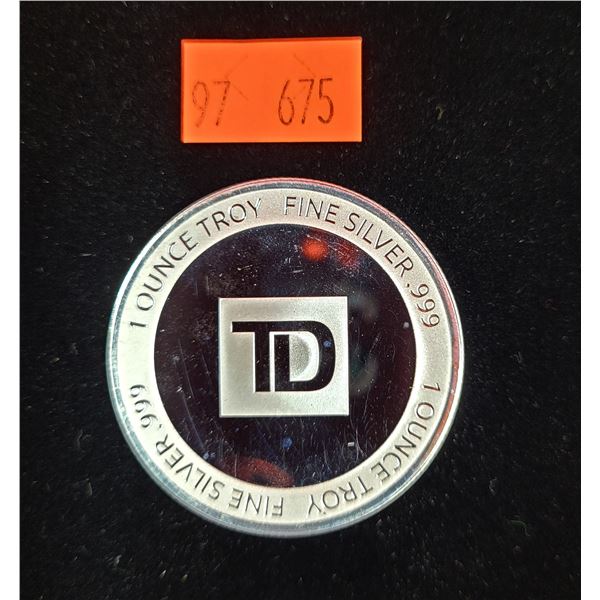 97 675
1 OUNCE TROY FINE SILVER .999
TD
1 OUNCE TROY FINE SILVER .999